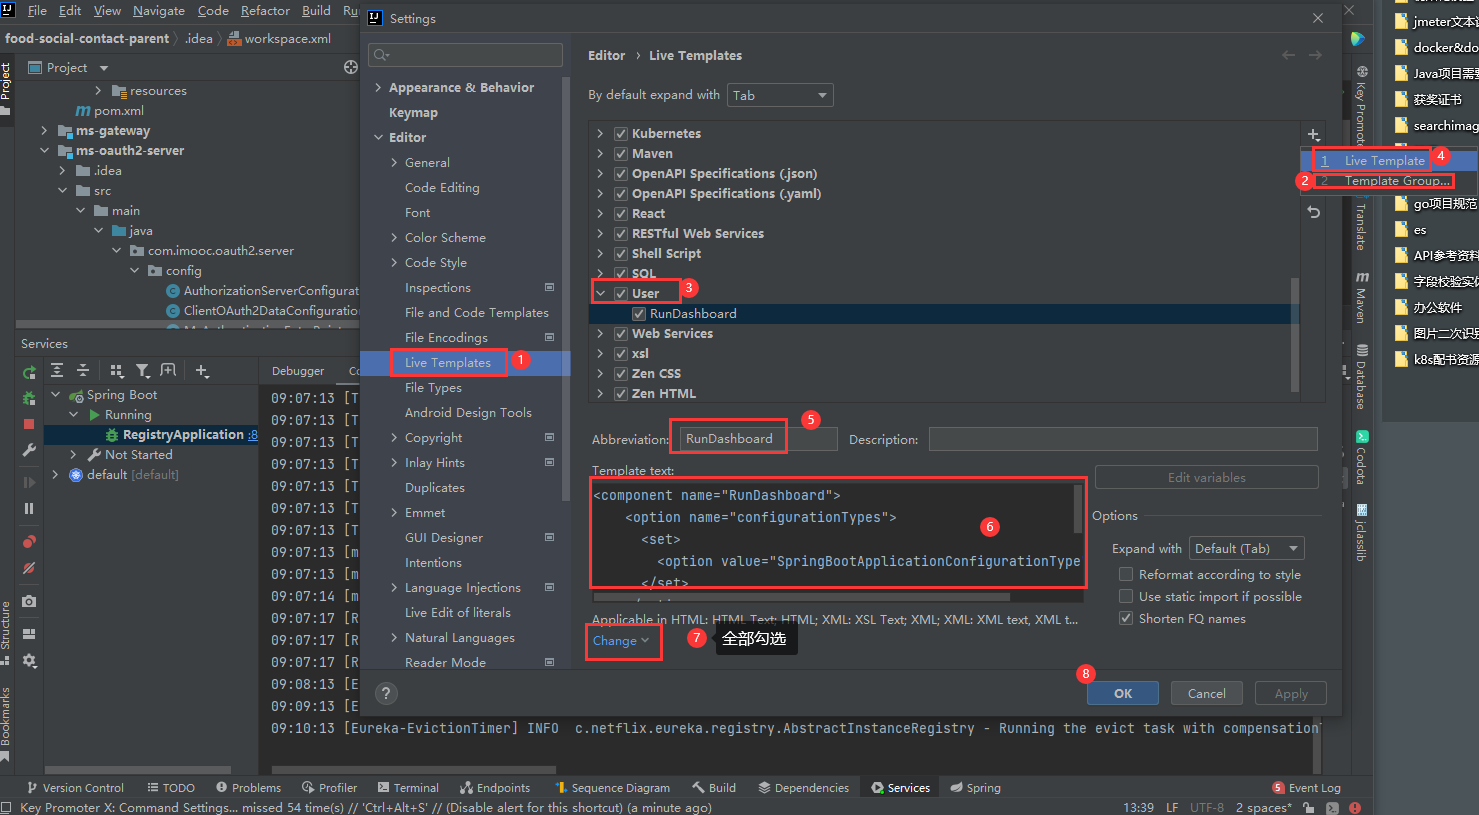 File Edit View Navigate Code Refactor Build Ru
Settings
food-social-contact-parent .idea workspace.xml
Project
resources
pom.xml
ms-gateway
ms-oauth2-server
.idea
src
main
java
com.imooc.oauth2.server
config
AuthorizationServerConfigurat
ClientOAuth2DataConfiguration
Project
Structure
Bookmarks
Appearance & Behavior
Keymap
Editor
General
Code Editing
Font
Color Scheme
Code Style
Inspections
File and Code Templates
File Encodings
Live Templates
1
File Types
Android Design Tools
Copyright
Inlay Hints
Duplicates
Emmet
GUI Designer
Intentions
Language Injections
Live Edit of literals
Natural Languages
Reader Mode
Editor › Live Templates
By default expand with Tab
Kubernetes
Maven
OpenAPI Specifications (.json)
OpenAPI Specifications (.yaml)
React
RESTful Web Services
Shell Script
SQL
User
3
RunDashboard
Web Services
xsl
Zen CSS
Zen HTML
1 Live Template 4
2 2 Template Group...
Abbreviation: RunDashboard 5 Description:
Template text:
<component name="RunDashboard">
<option name="configurationTypes">
<set>
<option value="SpringBootApplicationConfigurationType
</set>
6
Edit variables
Options
Expand with Default (Tab)
Reformat according to style
Use static import if possible
Shorten FQ names
Applicable in HTML: HTML Text; HTML; XML: XSL Text; XML; XML: XML text, XML t...
Change 7 全部勾选
8
? OK Cancel Apply
Services
Spring Boot
Running
RegistryApplication :8
Not Started
default [default]
Debugger Co
09:07:13 [T
09:07:13 [T
09:07:13 [T
09:07:13 [T
09:07:13 [T
09:07:13 [T
09:07:13 [T
09:07:13 [m
09:07:13 [m
09:07:14 [m
09:07:17 [R
09:07:17 [R
09:07:17 [R
09:08:13 [E
09:09:13 [E
09:10:13 [Eureka-EvictionTimer] INFO c.netflix.eureka.registry.AbstractInstanceRegistry - Running the evict task with compensation
Key Promoter
Translate
Maven
Database
Codota
jclasslib
jmeter文本
docker&do
Java项目需
获奖证书
searchimag
go项目规范
es
API参考资料
字段校验实
办公软件
图片二次识
k8s配书资源
Version Control TODO Problems Profiler Terminal Endpoints Sequence Diagram Build Dependencies Services Spring 5 Event Log
Key Promoter X: Command Settings... missed 54 time(s) // 'Ctrl+Alt+S' // (Disable alert for this shortcut) (a minute ago) 13:39 LF UTF-8 2 spaces*